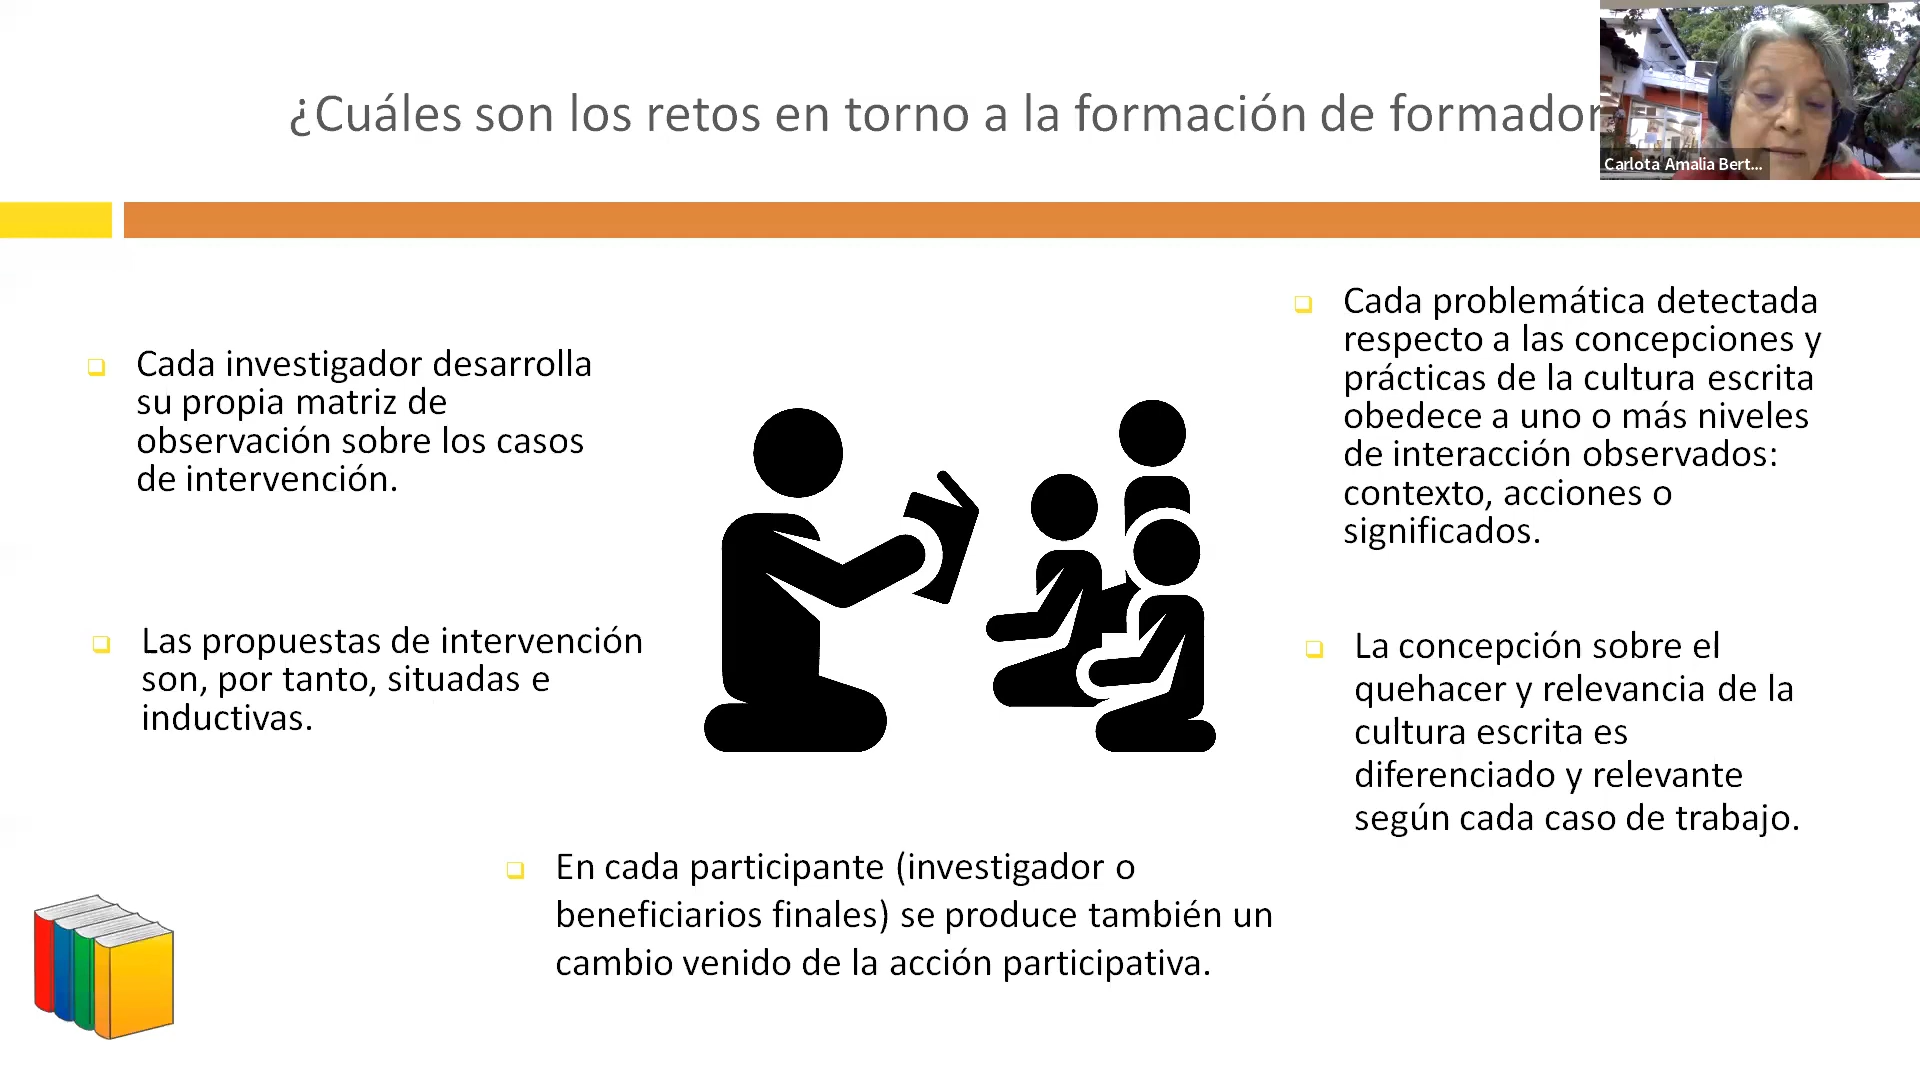 ¿Cuáles son los retos en torno a la formación de formador
Carlota Amalia Bert...
Cada investigador desarrolla
su propia matriz de
observación sobre los casos
de intervención.
Las propuestas de intervención
son, por tanto, situadas e
inductivas.
Cada problemática detectada
respecto a las concepciones y
prácticas de la cultura escrita
obedece a uno o más niveles
de interacción observados:
contexto, acciones o
significados.
La concepción sobre el
quehacer y relevancia de la
cultura escrita es
diferenciado y relevante
según cada caso de trabajo.
En cada participante (investigador o
beneficiarios finales) se produce también un
cambio venido de la acción participativa.